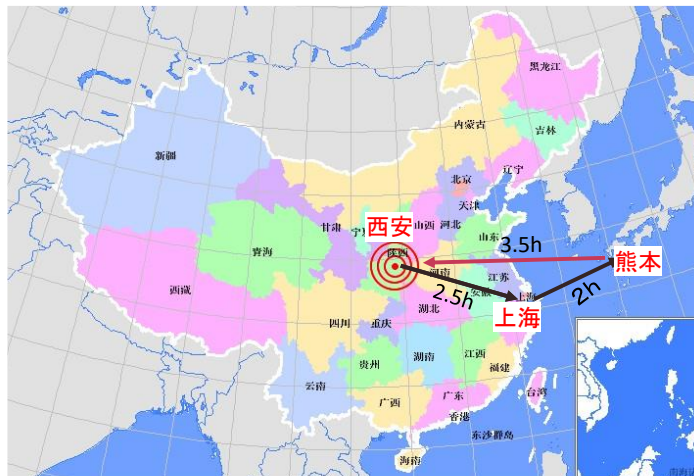 黑龙江
内蒙古
吉林
新疆
辽宁
北京
天津
甘肃
宁夏
山西
河北
西安
山东
青海
陕西
3.5h
熊本
河南
江苏
西藏
2.5h
安徽
上海
2h
上海
湖北
四川
重庆
江西
湖南
贵州
福建
云南
台湾
广西
广东
香港
东沙群岛
海南